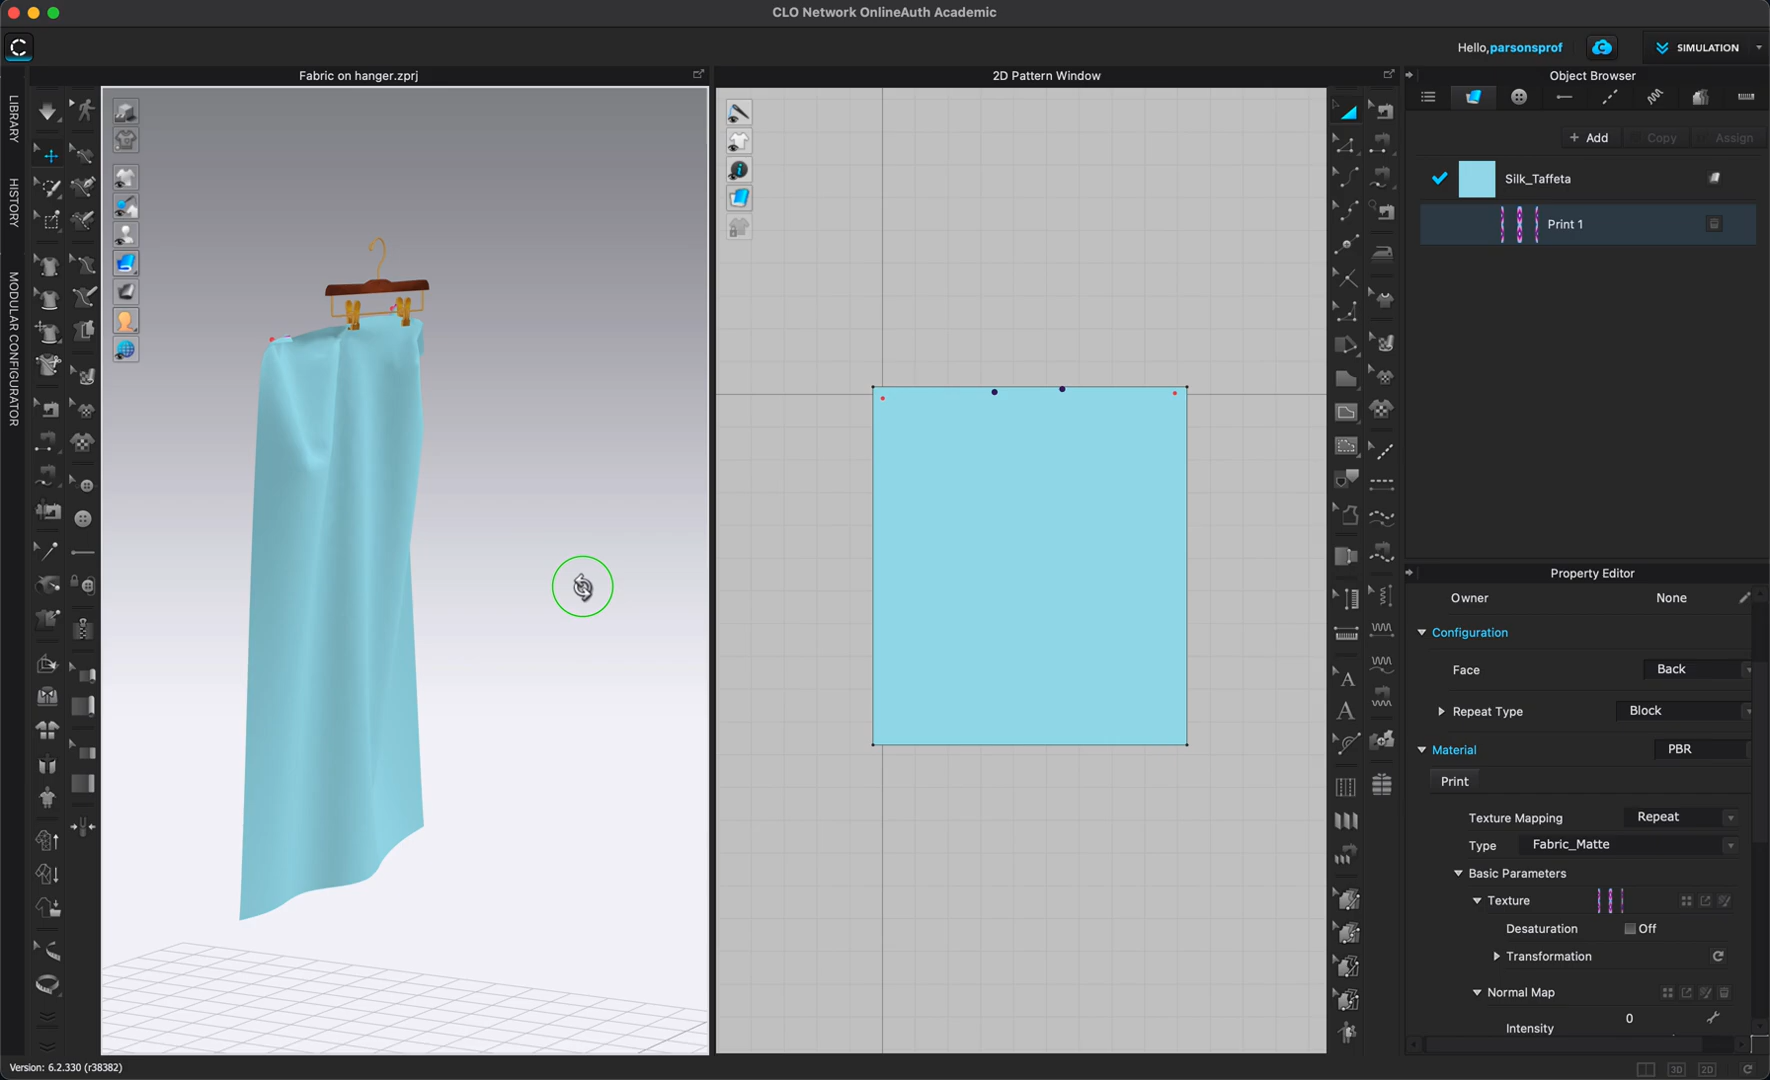 CLO Network OnlineAuth Academic
Hello,parsonsprof
SIMULATION
Fabric on hanger.zprj
2D Pattern Window
Object Browser
LIBRARY
HISTORY
MODULAR CONFIGURATOR
+ Add
Copy
Assign
Silk_Taffeta
Print 1
Property Editor
Owner None
Configuration
Face Back
Repeat Type Block
Material PBR
Print
Texture Mapping Repeat
Type Fabric_Matte
Basic Parameters
Texture
Desaturation Off
Transformation
Normal Map
Intensity 0
Version: 6.2.330 (r38382)
3D
2D